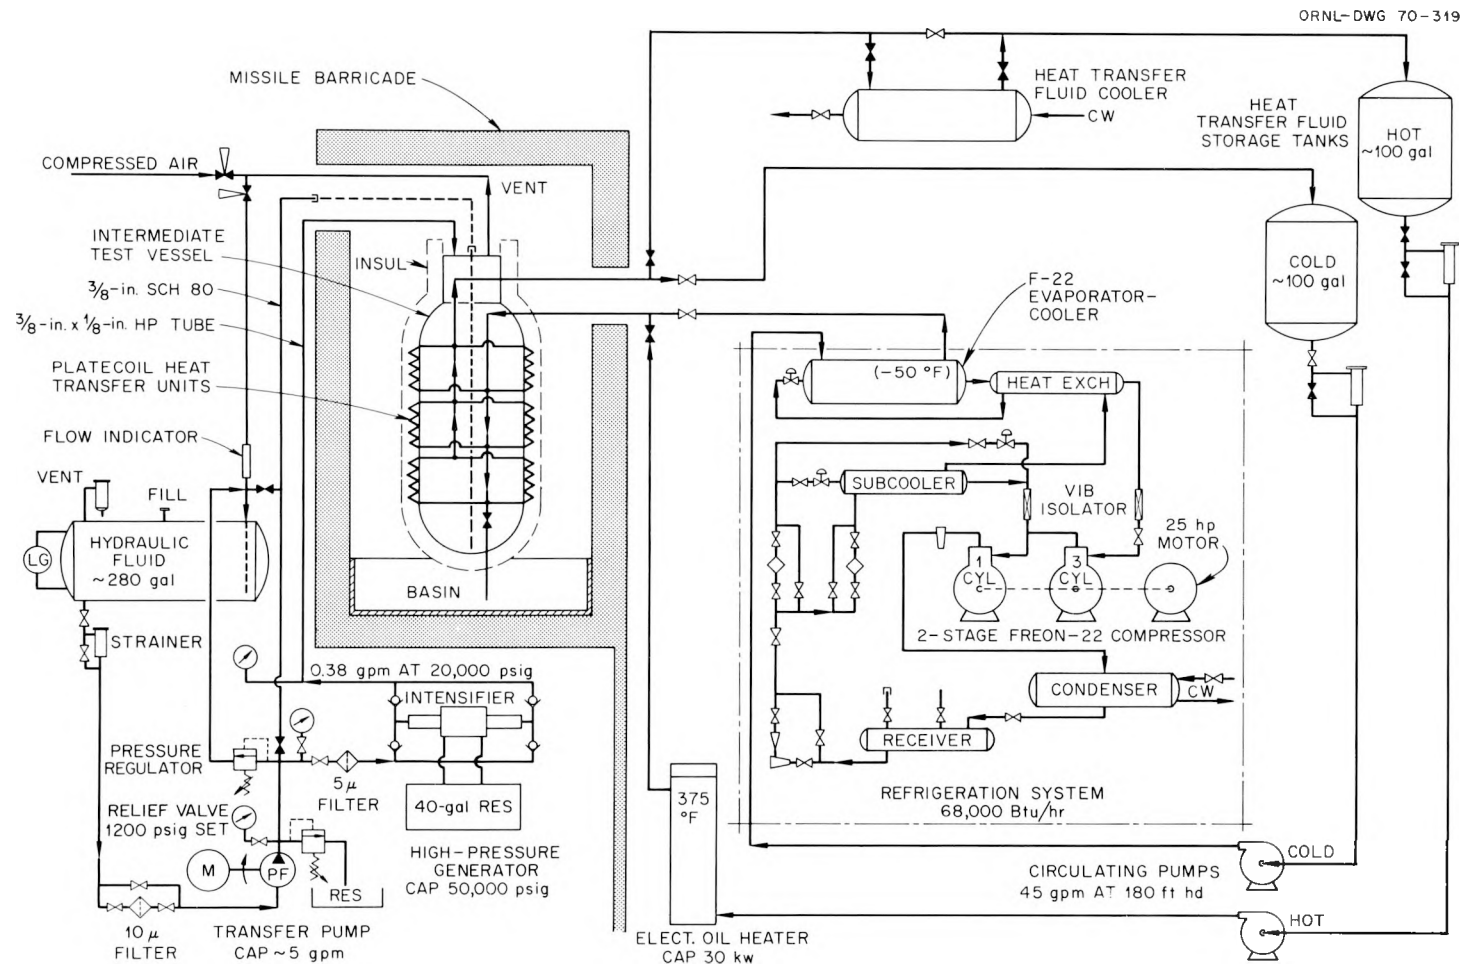 ORNL-DWG 70-319
MISSILE BARRICADE
HEAT TRANSFER
FLUID COOLER
CW
HEAT
TRANSFER FLUID
STORAGE TANKS
HOT
~100 gal
COMPRESSED AIR
VENT
INTERMEDIATE
TEST VESSEL
INSUL
COLD
~100 gal
3/8-in. SCH 80
3/8-in. x 1/8-in. HP TUBE
F-22
EVAPORATOR-
COOLER
PLATECOIL HEAT
TRANSFER UNITS
(-50 °F)
HEAT EXCH
FLOW INDICATOR
VENT
FILL
SUBCOOLER
VIB
ISOLATOR
25 hp
MOTOR
LG
HYDRAULIC
FLUID
~280 gal
BASIN
1
CYL
3
CYL
STRAINER
2-STAGE FREON-22 COMPRESSOR
0.38 gpm AT 20,000 psig
INTENSIFIER
CONDENSER
CW
RECEIVER
PRESSURE
REGULATOR
5μ
FILTER
40-gal RES
375
°F
REFRIGERATION SYSTEM
68,000 Btu/hr
RELIEF VALVE
1200 psig SET
HIGH-PRESSURE
GENERATOR
CAP 50,000 psig
M
PF
RES
COLD
CIRCULATING PUMPS
45 gpm AT 180 ft hd
HOT
10 μ
FILTER
TRANSFER PUMP
CAP ~5 gpm
ELECT. OIL HEATER
CAP 30 kw